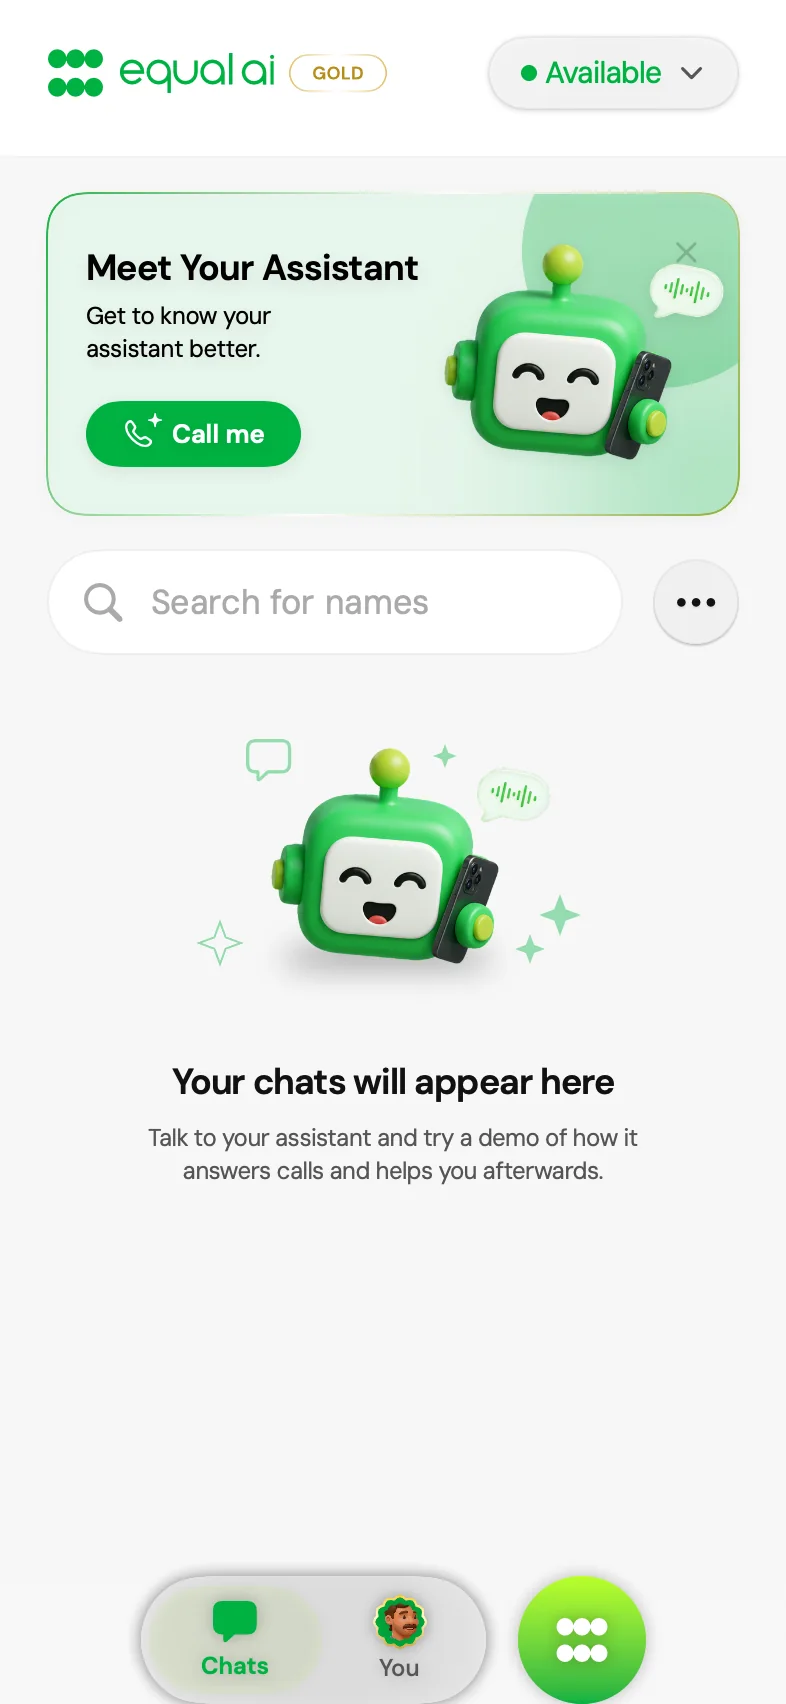 equal ai
GOLD
Available
Meet Your Assistant
Get to know your
assistant better.
Call me
Search for names
Your chats will appear here
Talk to your assistant and try a demo of how it
answers calls and helps you afterwards.
Chats
You